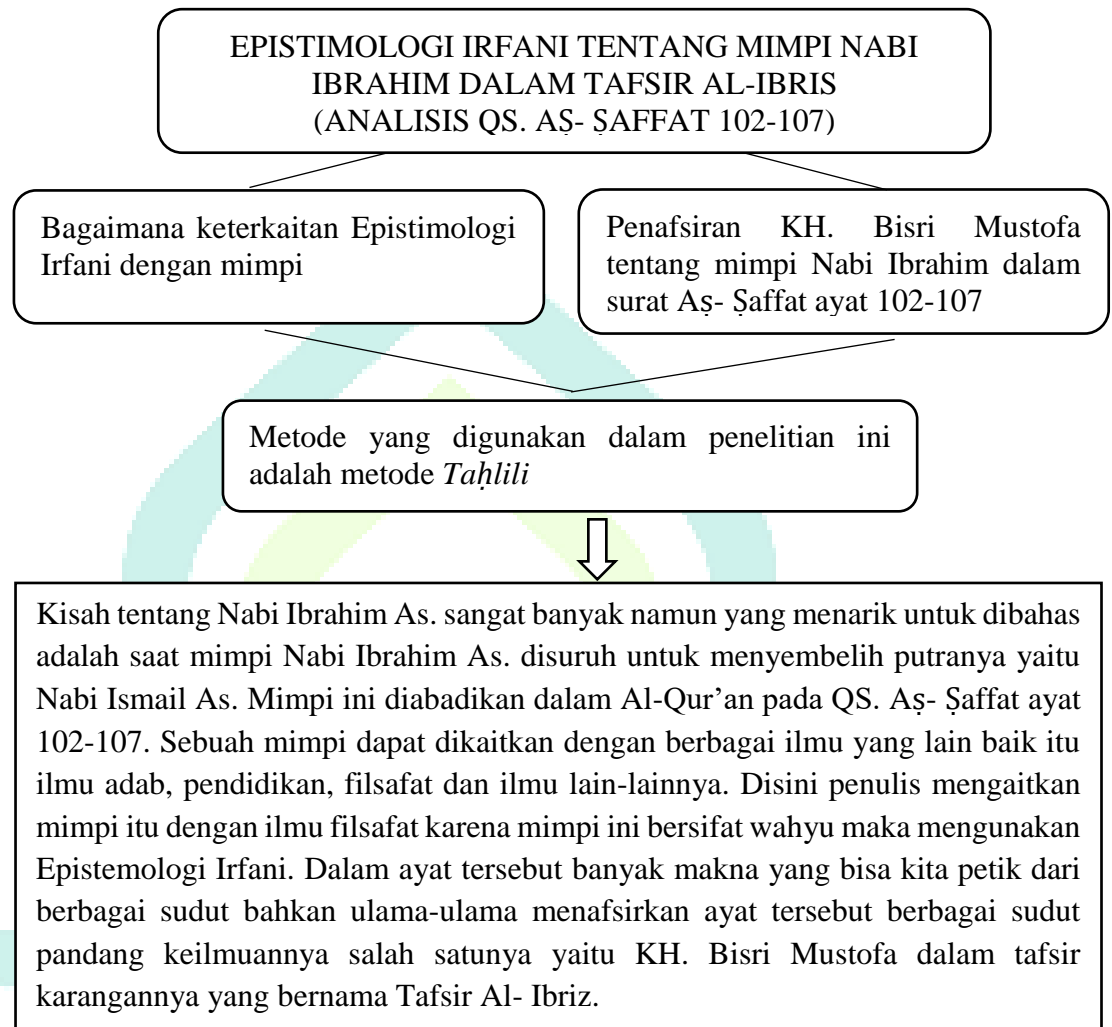 EPISTIMOLOGI IRFANI TENTANG MIMPI NABI
IBRAHIM DALAM TAFSIR AL-IBRIS
(ANALISIS QS. AṢ- ṢAFFAT 102-107)
Bagaimana keterkaitan Epistimologi
Irfani dengan mimpi
Penafsiran KH. Bisri Mustofa
tentang mimpi Nabi Ibrahim dalam
surat Aṣ- Ṣaffat ayat 102-107
Metode yang digunakan dalam penelitian ini
adalah metode Taḥlili
Kisah tentang Nabi Ibrahim As. sangat banyak namun yang menarik untuk dibahas
adalah saat mimpi Nabi Ibrahim As. disuruh untuk menyembelih putranya yaitu
Nabi Ismail As. Mimpi ini diabadikan dalam Al-Qur’an pada QS. Aṣ- Ṣaffat ayat
102-107. Sebuah mimpi dapat dikaitkan dengan berbagai ilmu yang lain baik itu
ilmu adab, pendidikan, filsafat dan ilmu lain-lainnya. Disini penulis mengaitkan
mimpi itu dengan ilmu filsafat karena mimpi ini bersifat wahyu maka mengunakan
Epistemologi Irfani. Dalam ayat tersebut banyak makna yang bisa kita petik dari
berbagai sudut bahkan ulama-ulama menafsirkan ayat tersebut berbagai sudut
pandang keilmuannya salah satunya yaitu KH. Bisri Mustofa dalam tafsir
karangannya yang bernama Tafsir Al- Ibriz.